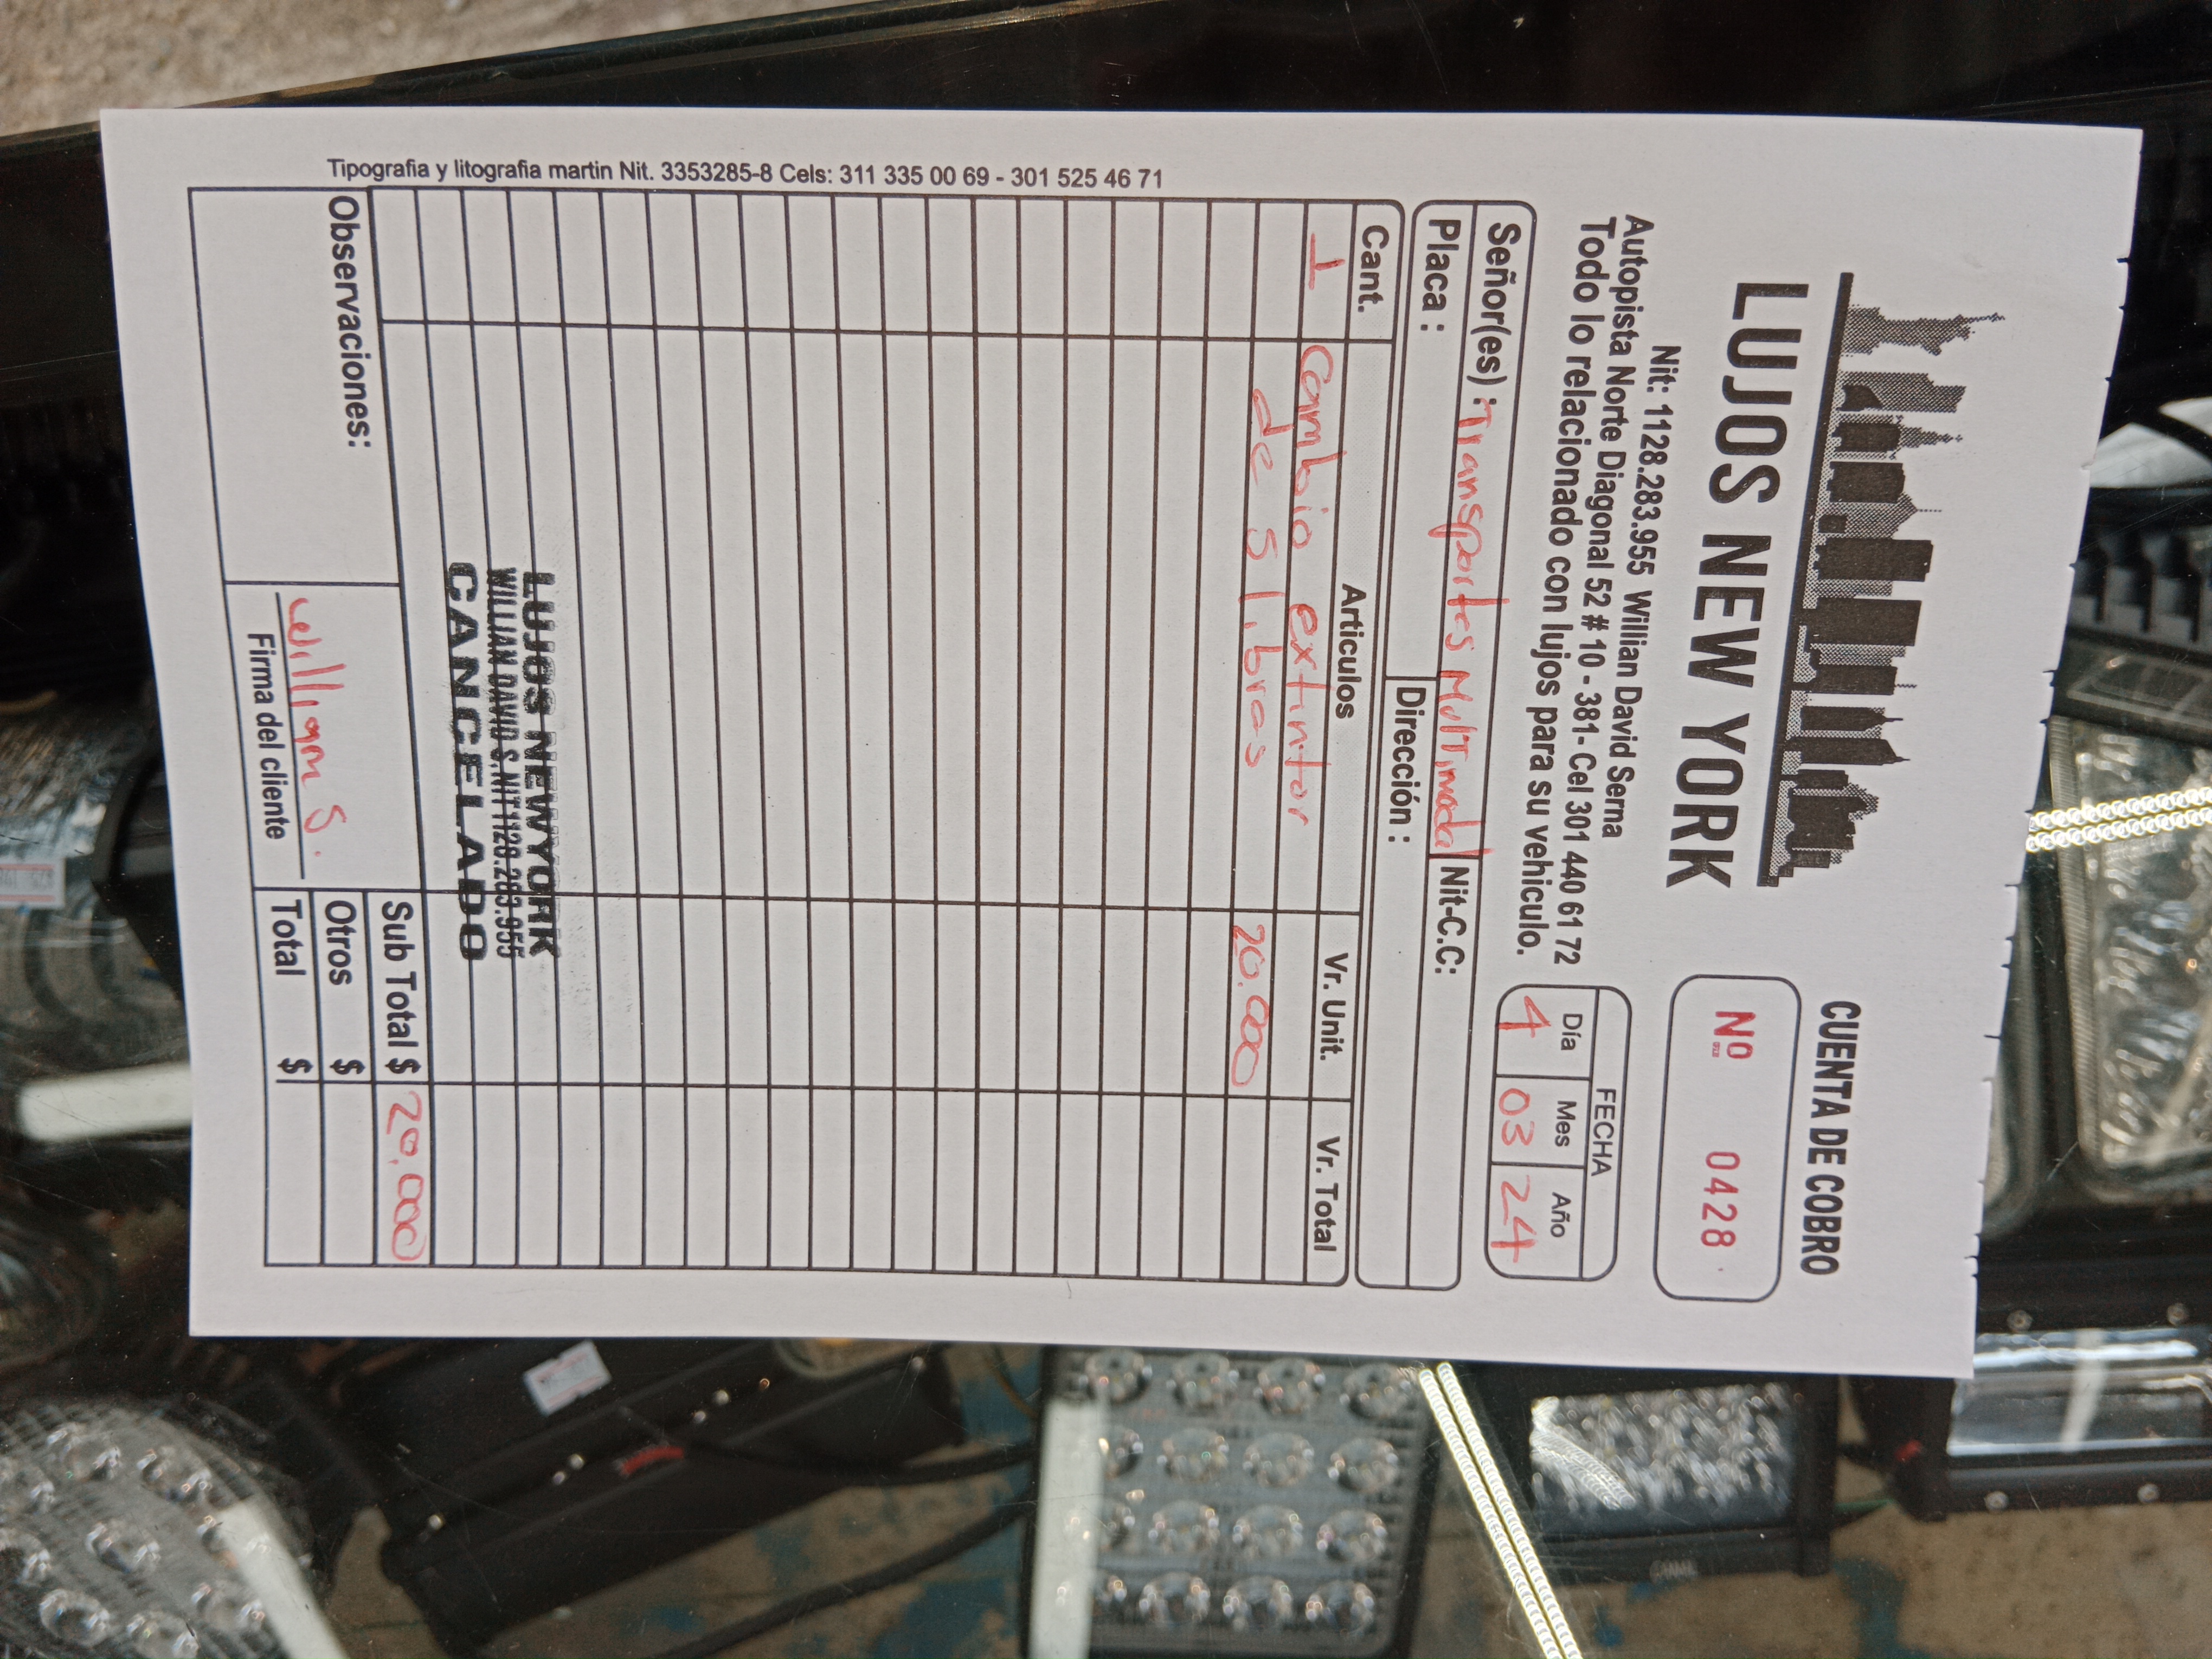 CUENTA DE COBRO
LUJOS NEW YORK
Nº 0428
Nit: 1128.283.955 Willian David Serna
Autopista Norte Diagonal 52 # 10 - 381- Cel 301 440 61 72
Todo lo relacionado con lujos para su vehiculo.
FECHA
Día Mes Año
4 03 24
Señor(es) : Transportes Multimodal Nit-C.C:
Placa : Dirección :
Cant. Articulos Vr. Unit. Vr. Total
1 Cambio extintor
de 5 libras 20.000
LUJOS NEW YORK
WILLIAN DAVID S. NIT 1128.283.955
CANCELADO
Observaciones:
William S.
Firma del cliente
Sub Total $ 20.000
Otros $
Total $
Tipografia y litografia martin Nit. 3353285-8 Cels: 311 335 00 69 - 301 525 46 71